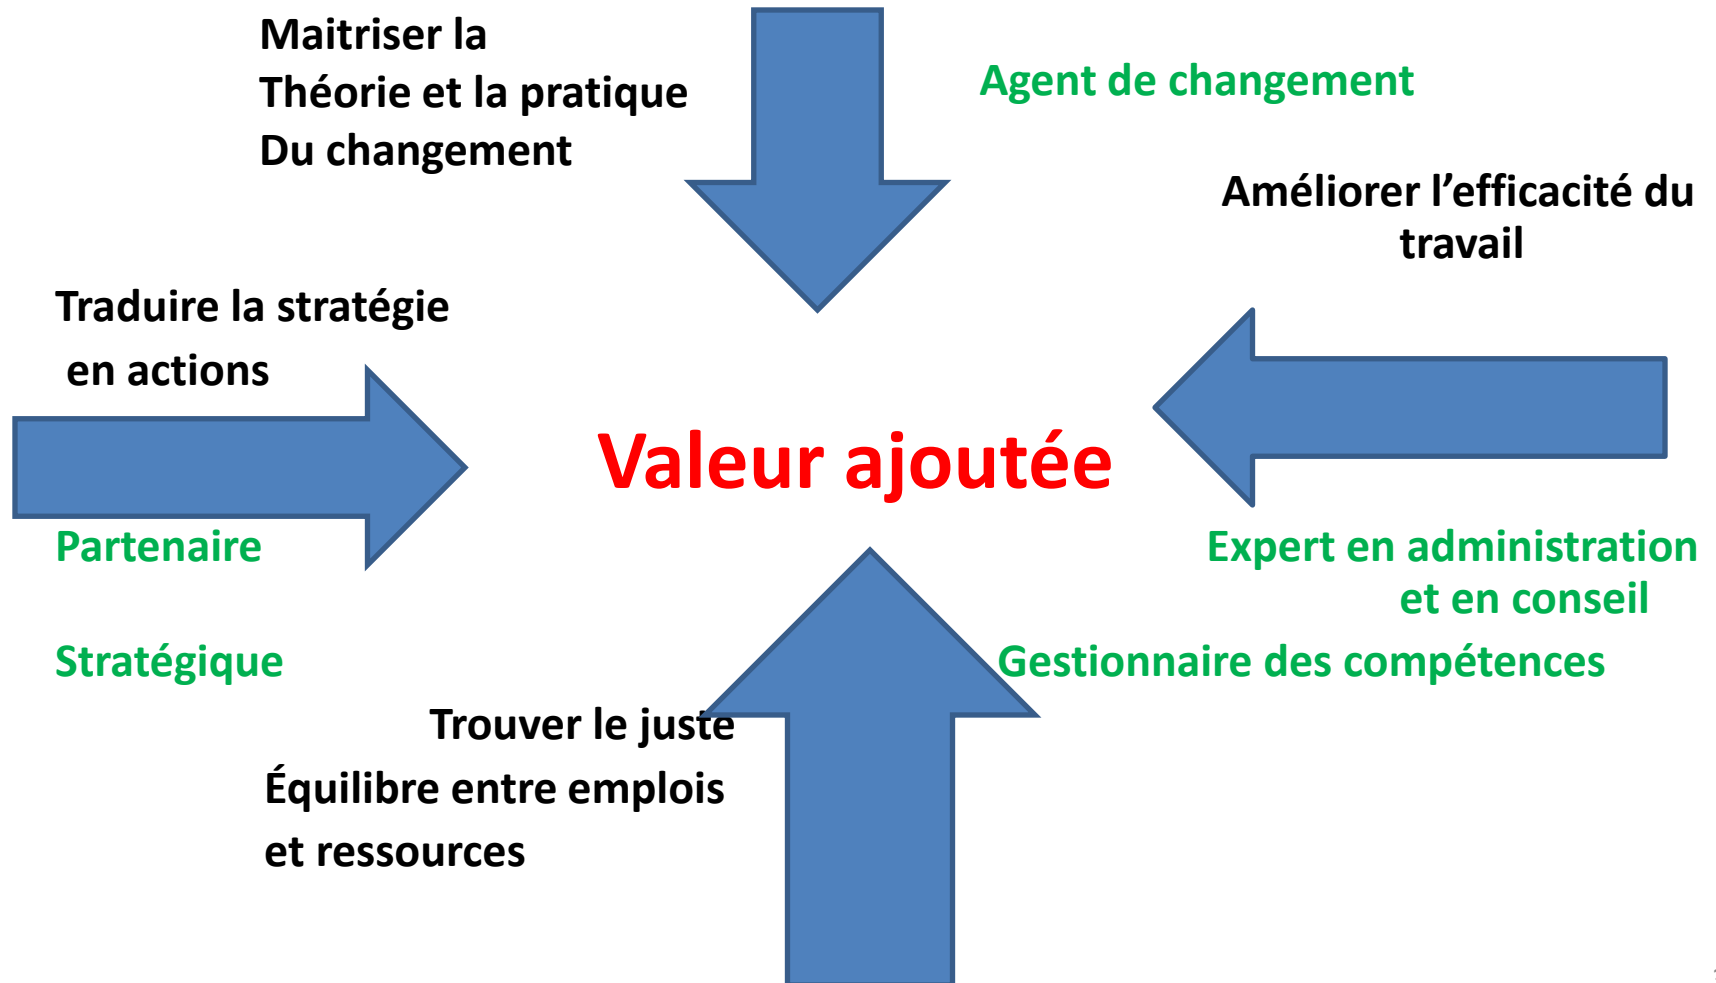 Maitriser la
Théorie et la pratique
Du changement
Agent de changement
Améliorer l’efficacité du
travail
Traduire la stratégie
en actions
Valeur ajoutée
Partenaire
Stratégique
Expert en administration
et en conseil
Gestionnaire des compétences
Trouver le juste
Équilibre entre emplois
et ressources